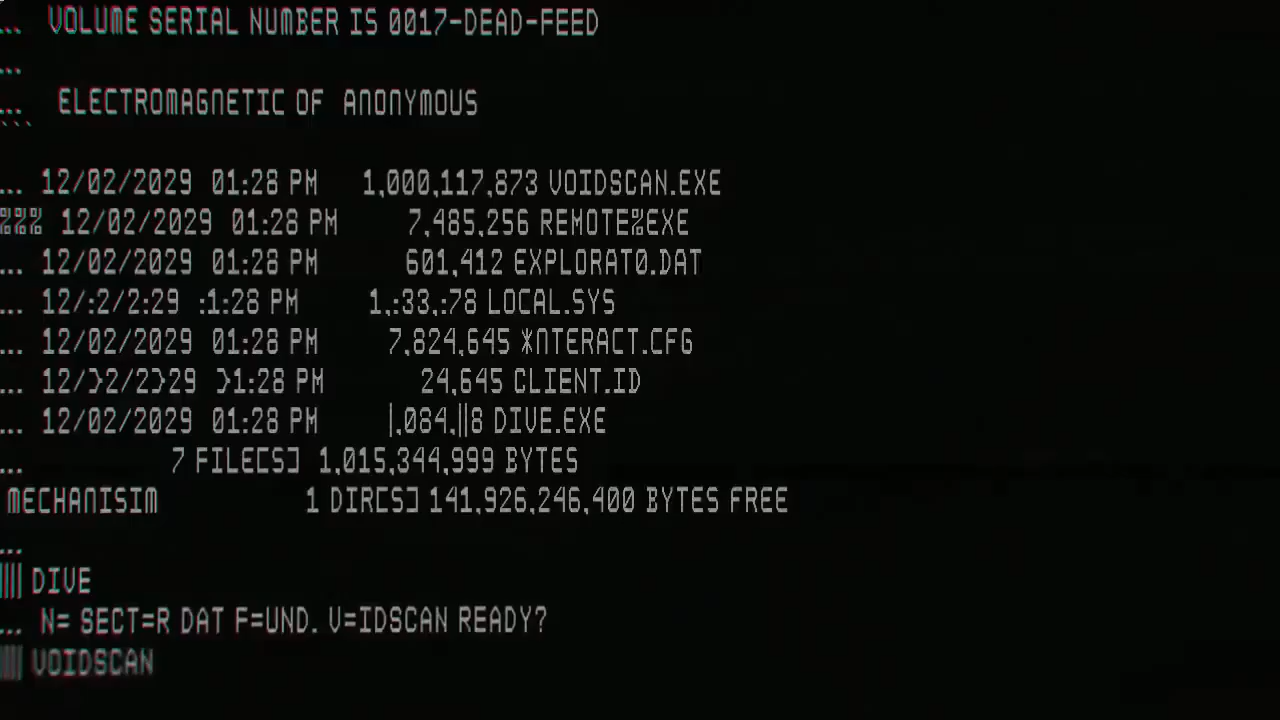 ... VOLUME SERIAL NUMBER IS 0017-DEAD-FEED
...
... ELECTROMAGNETIC OF ANONYMOUS
```
... 12/02/2029 01:28 PM 1,000,117,873 VOIDSCAN.EXE
%%% 12/02/2029 01:28 PM 7,485,256 REMOTE%EXE
... 12/02/2029 01:28 PM 601,412 EXPLORAT0.DAT
... 12/:2/2:29 :1:28 PM 1,:33,:78 LOCAL.SYS
... 12/02/2029 01:28 PM 7,824,645 *NTERACT.CFG
... 12/}2/2}29 }1:28 PM 24,645 CLIENT.ID
... 12/02/2029 01:28 PM |,084,||8 DIVE.EXE
... 7 FILE[S] 1,015,344,999 BYTES
MECHANISIM 1 DIR[S] 141,926,246,400 BYTES FREE
...
||| DIVE
... N= SECT=R DAT F=UND. V=IDSCAN READY?
||| VOIDSCAN